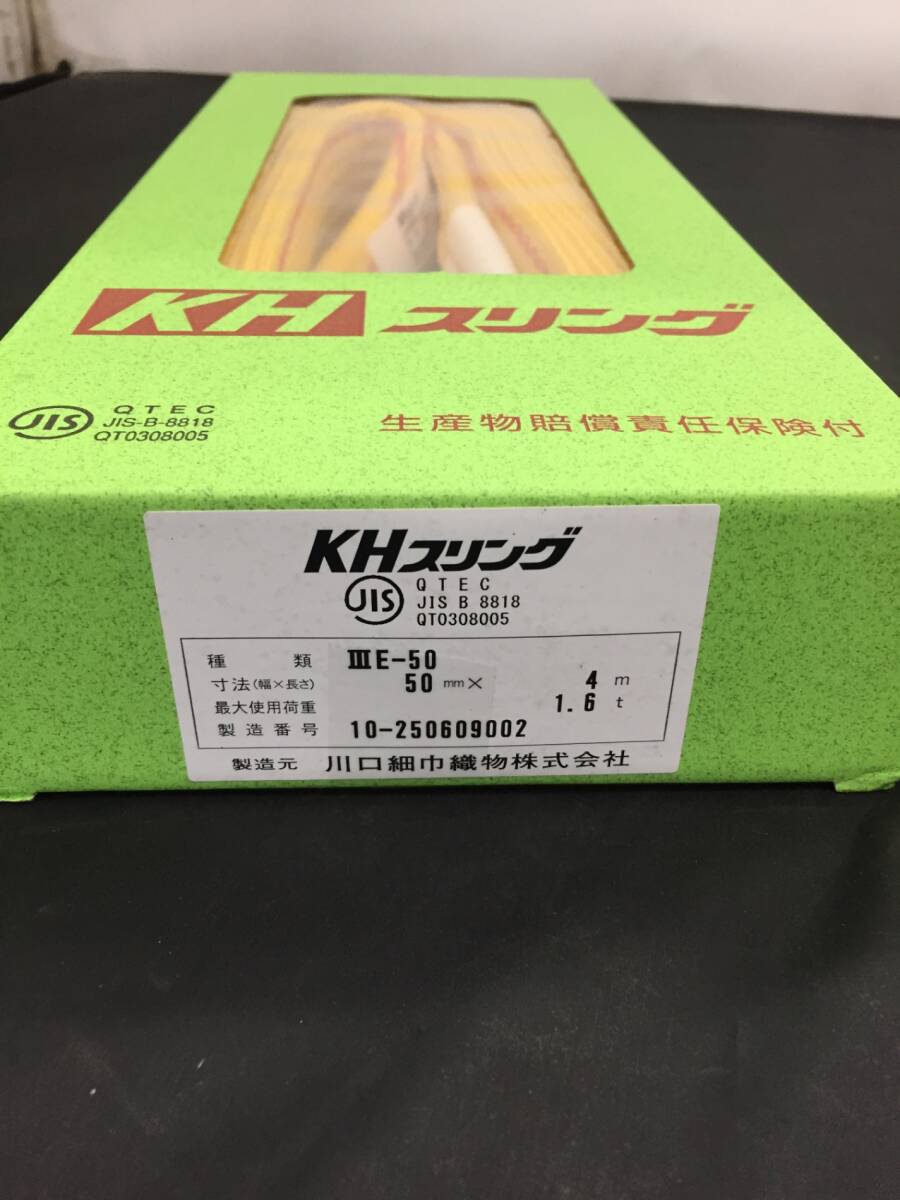 KH スリング
JIS
QTEC
JIS-B-8818
QT0308005
生産物賠償責任保険付
KHスリング
JIS
QTEC
JIS B 8818
QT0308005
種類 ⅢE-50
寸法(幅×長さ) 50 mm× 4 m
最大使用荷重 1.6 t
製造番号 10-250609002
製造元 川口細巾織物株式会社